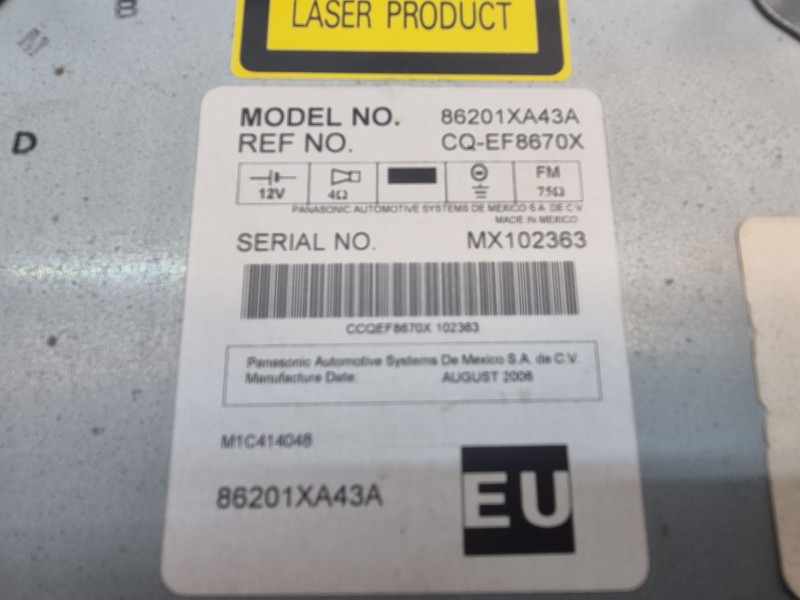 LASER PRODUCT
MODEL NO. 86201XA43A
REF NO. CQ-EF8670X
12V 4Ω FM 75Ω
PANASONIC AUTOMOTIVE SYSTEMS DE MEXICO S.A. DE C.V.
MADE IN MEXICO
SERIAL NO. MX102363
CCQEF8670X 102363
Panasonic Automotive Systems De Mexico S.A. de C.V.
Manufacture Date: AUGUST 2006
M1C414048
86201XA43A
EU
D